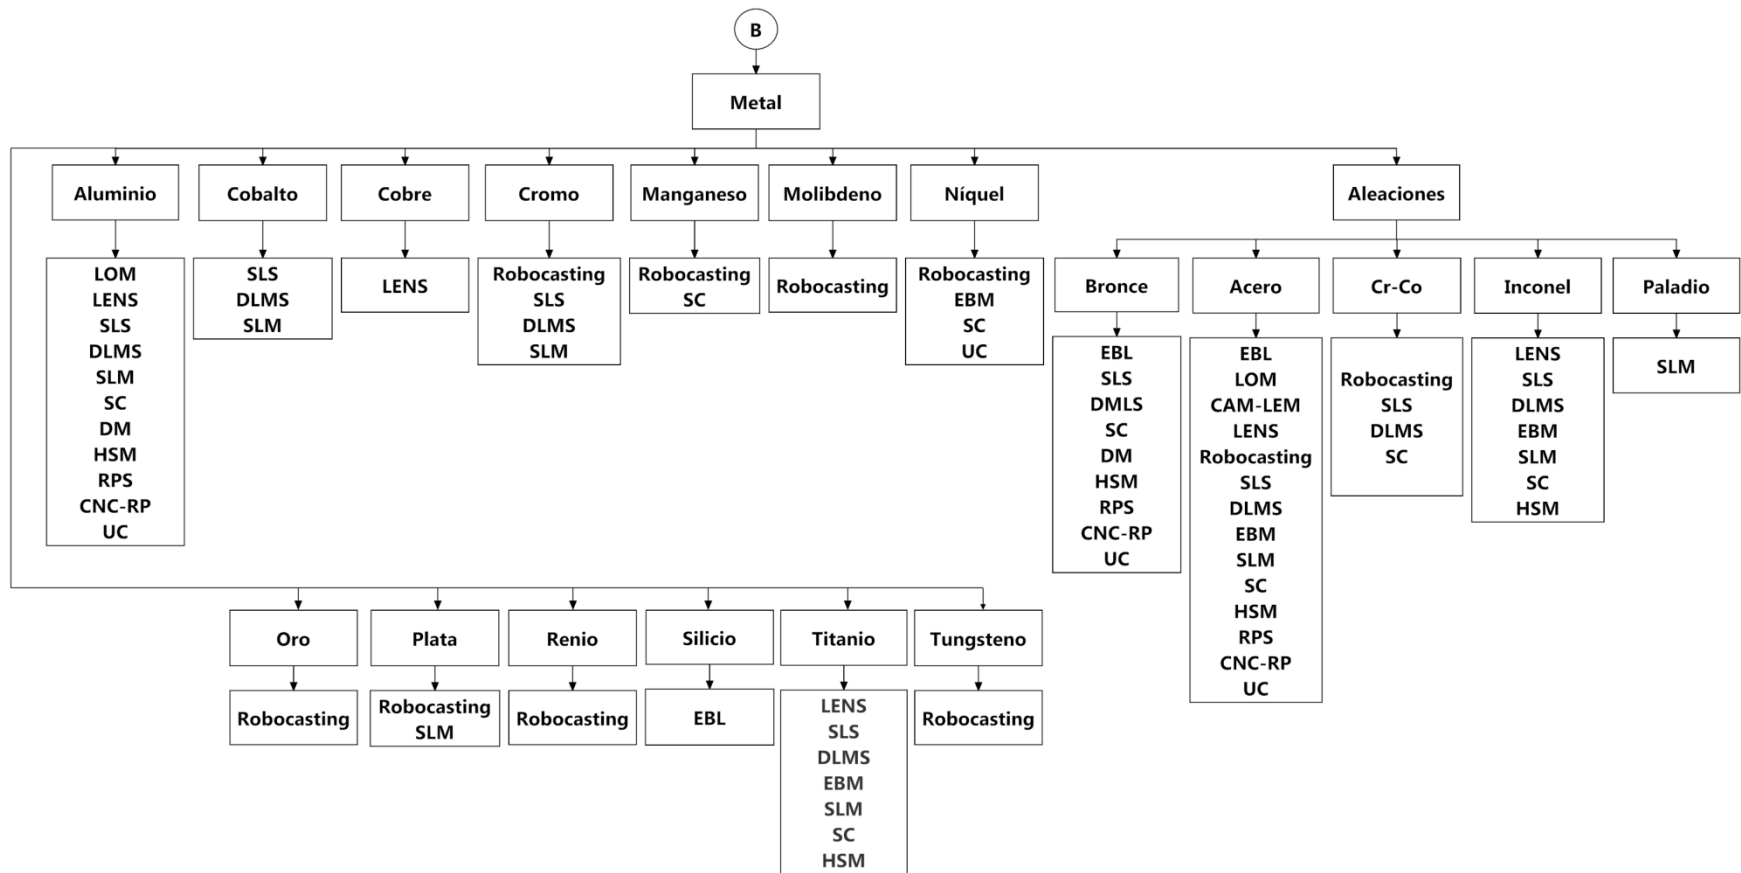 B
Metal
Aluminio
Cobalto
Cobre
Cromo
Manganeso
Molibdeno
Níquel
Aleaciones
LOM
LENS
SLS
DLMS
SLM
SC
DM
HSM
RPS
CNC-RP
UC
SLS
DLMS
SLM
LENS
Robocasting
SLS
DLMS
SLM
Robocasting
SC
Robocasting
Robocasting
EBM
SC
UC
Bronce
Acero
Cr-Co
Inconel
Paladio
EBL
SLS
DMLS
SC
DM
HSM
RPS
CNC-RP
UC
EBL
LOM
CAM-LEM
LENS
Robocasting
SLS
DLMS
EBM
SLM
SC
HSM
RPS
CNC-RP
UC
Robocasting
SLS
DLMS
SC
LENS
SLS
DLMS
EBM
SLM
SC
HSM
SLM
Oro
Plata
Renio
Silicio
Titanio
Tungsteno
Robocasting
Robocasting
SLM
Robocasting
EBL
LENS
SLS
DLMS
EBM
SLM
SC
HSM
Robocasting